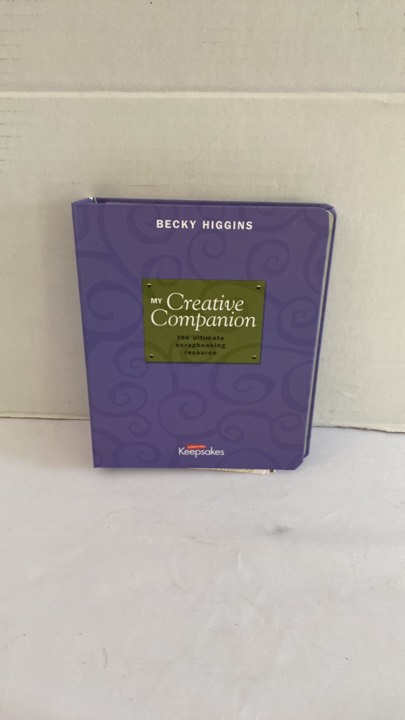 BECKY HIGGINS
MY Creative
Companion
the ultimate
scrapbooking
resource
Keepsakes